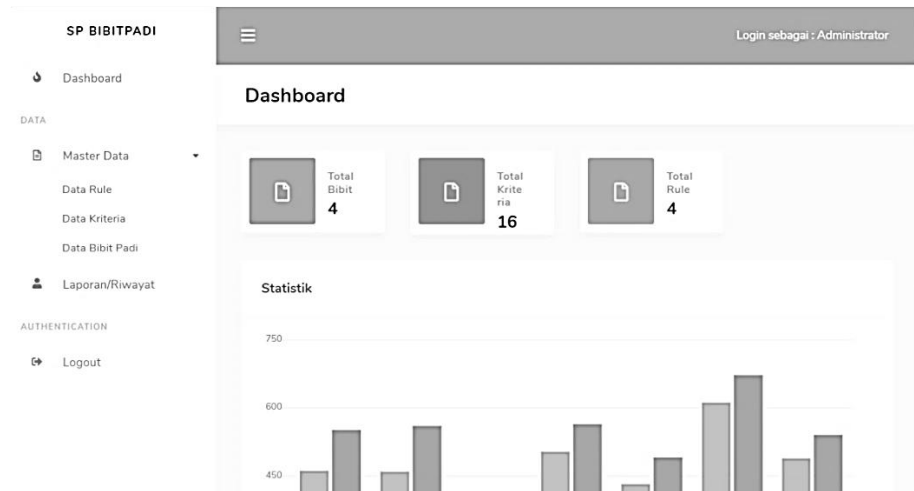 SP BIBITPADI
Login sebagai : Administrator
Dashboard
DATA
Master Data
Data Rule
Data Kriteria
Data Bibit Padi
Laporan/Riwayat
AUTHENTICATION
Logout
Dashboard
Total
Bibit
4
Total
Krite
ria
16
Total
Rule
4
Statistik
750
600
450